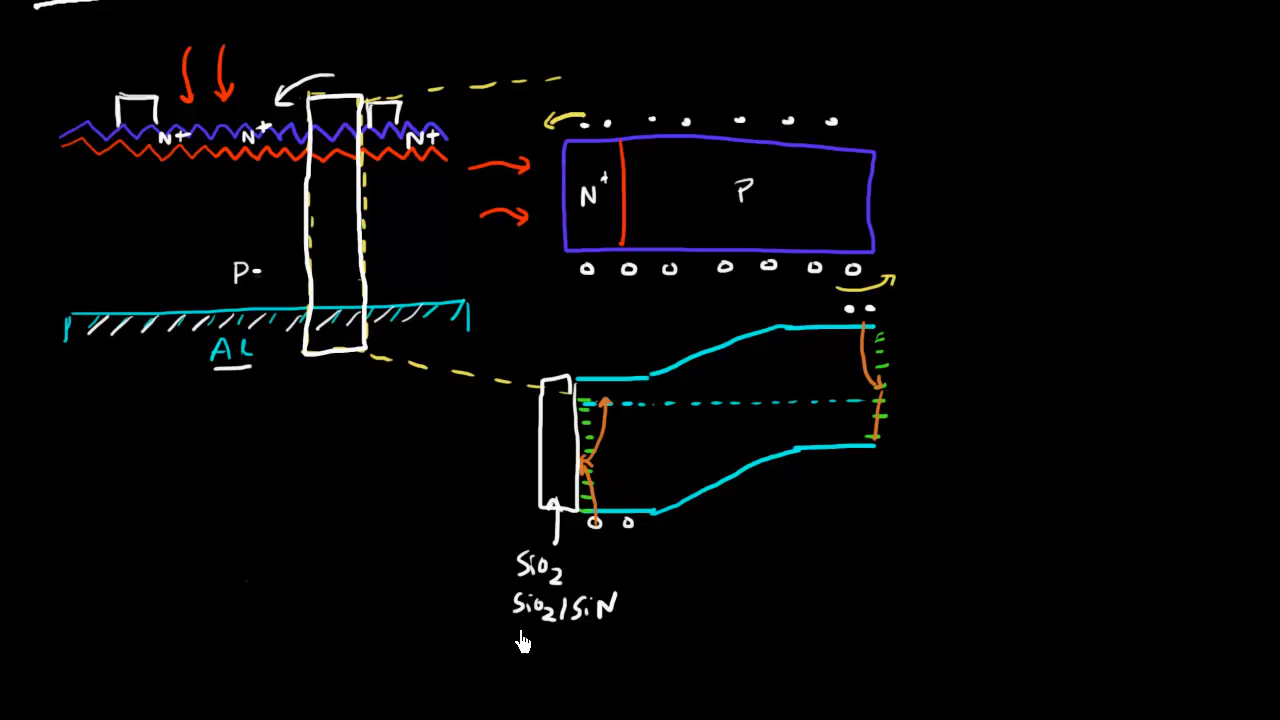 N+ N+ N+
P-
AL
N+ P
SiO2
SiO2/SiN